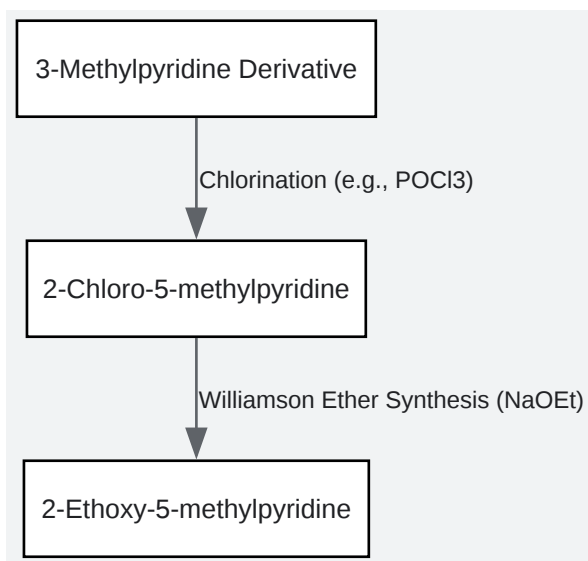 3-Methylpyridine Derivative
Chlorination (e.g., POCl3)
2-Chloro-5-methylpyridine
Williamson Ether Synthesis (NaOEt)
2-Ethoxy-5-methylpyridine